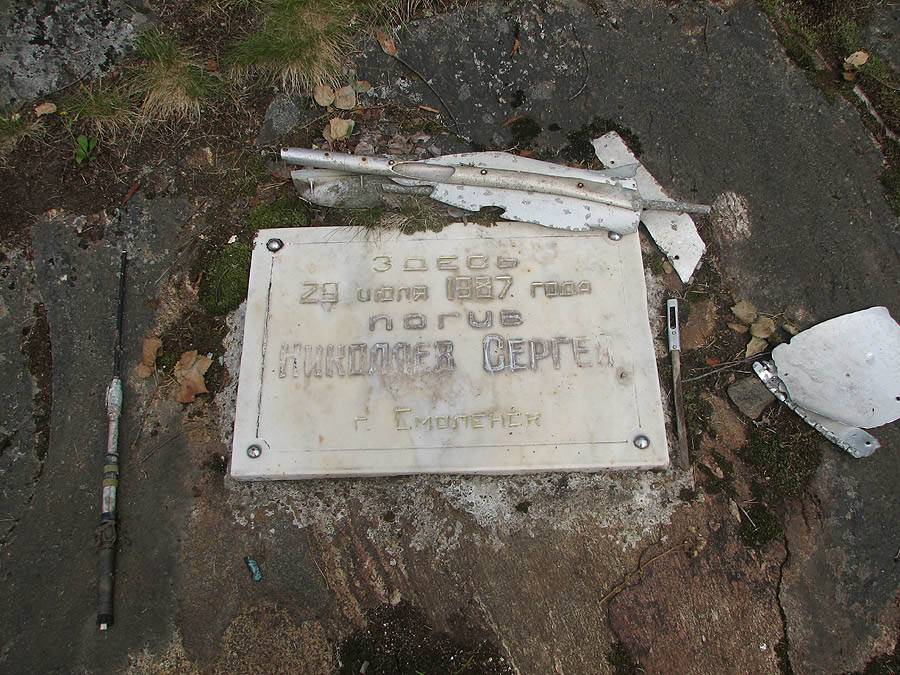 Здесь
29 июля 1987 года
погиб
Николаев Сергей
г. Смоленск